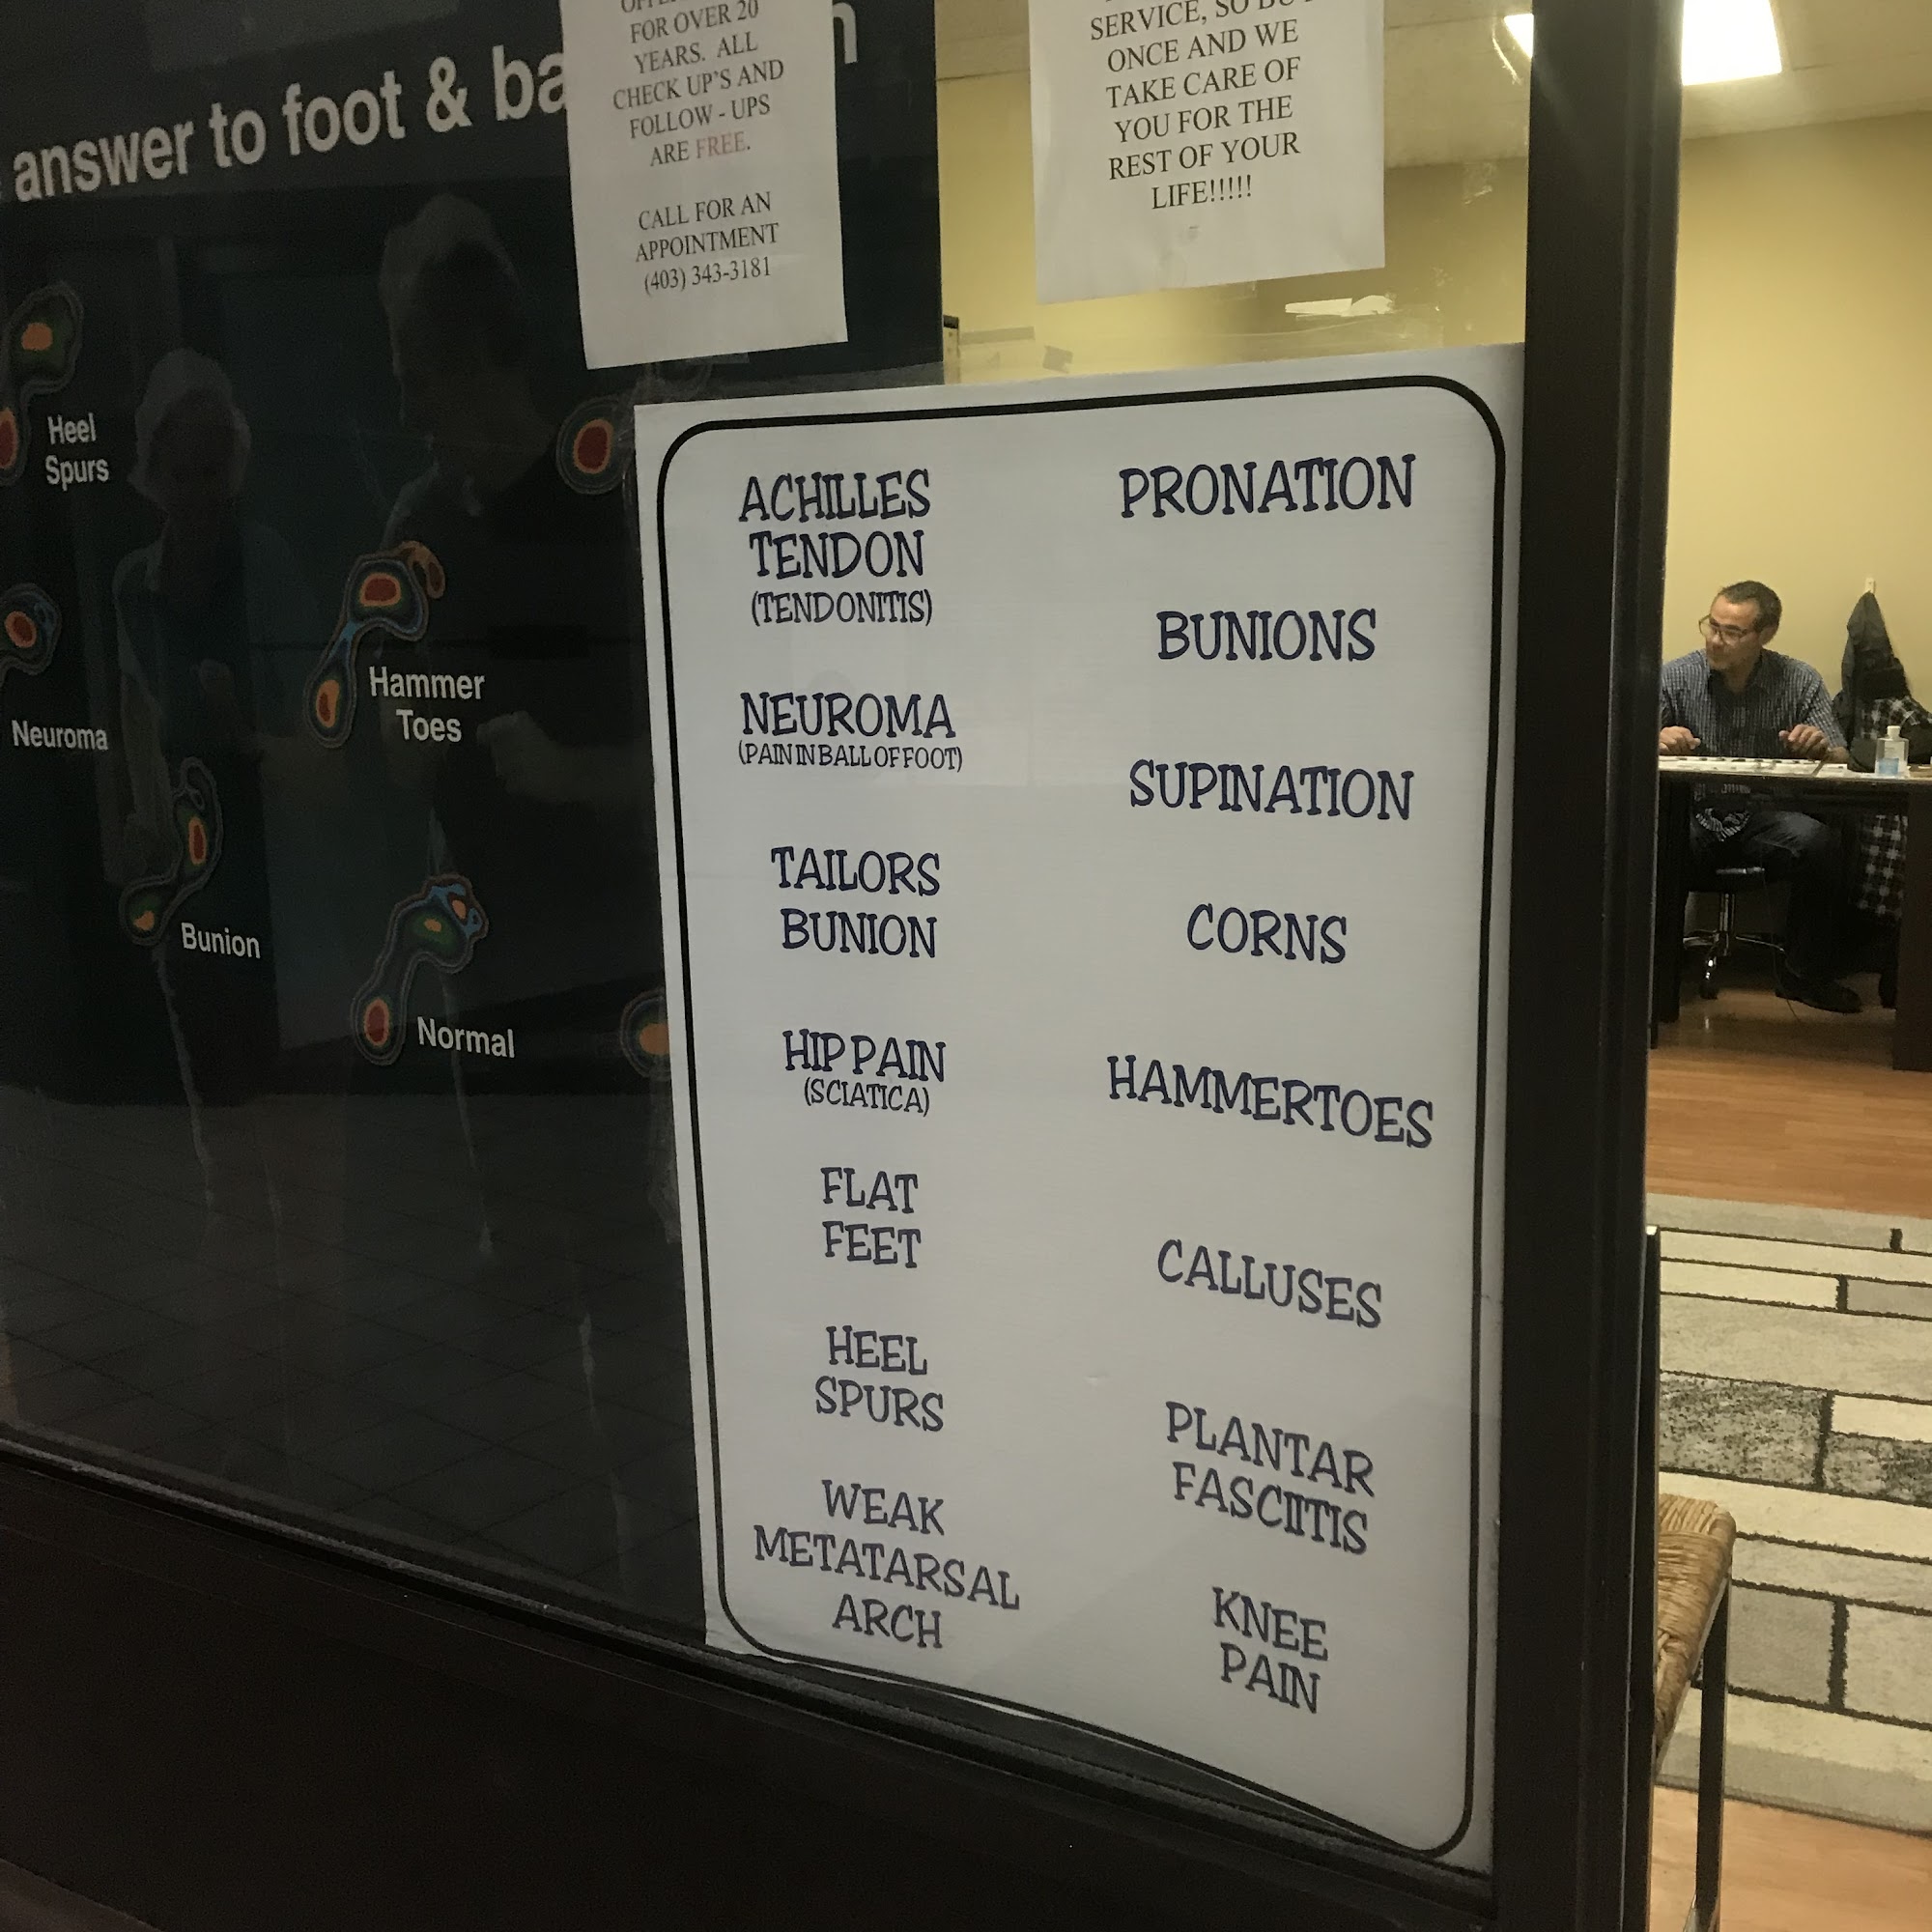 answer to foot & ba
FOR OVER 20
YEARS. ALL
CHECK UP'S AND
FOLLOW - UPS
ARE FREE.
CALL FOR AN
APPOINTMENT
(403) 343-3181
SERVICE, SO
ONCE AND WE
TAKE CARE OF
YOU FOR THE
REST OF YOUR
LIFE!!!!!
Heel
Spurs
Neuroma
Hammer
Toes
Bunion
Normal
ACHILLES
TENDON
(TENDONITIS)
NEUROMA
(PAIN IN BALL OF FOOT)
TAILORS
BUNION
HIP PAIN
(SCIATICA)
FLAT
FEET
HEEL
SPURS
WEAK
METATARSAL
ARCH
PRONATION
BUNIONS
SUPINATION
CORNS
HAMMERTOES
CALLUSES
PLANTAR
FASCIITIS
KNEE
PAIN